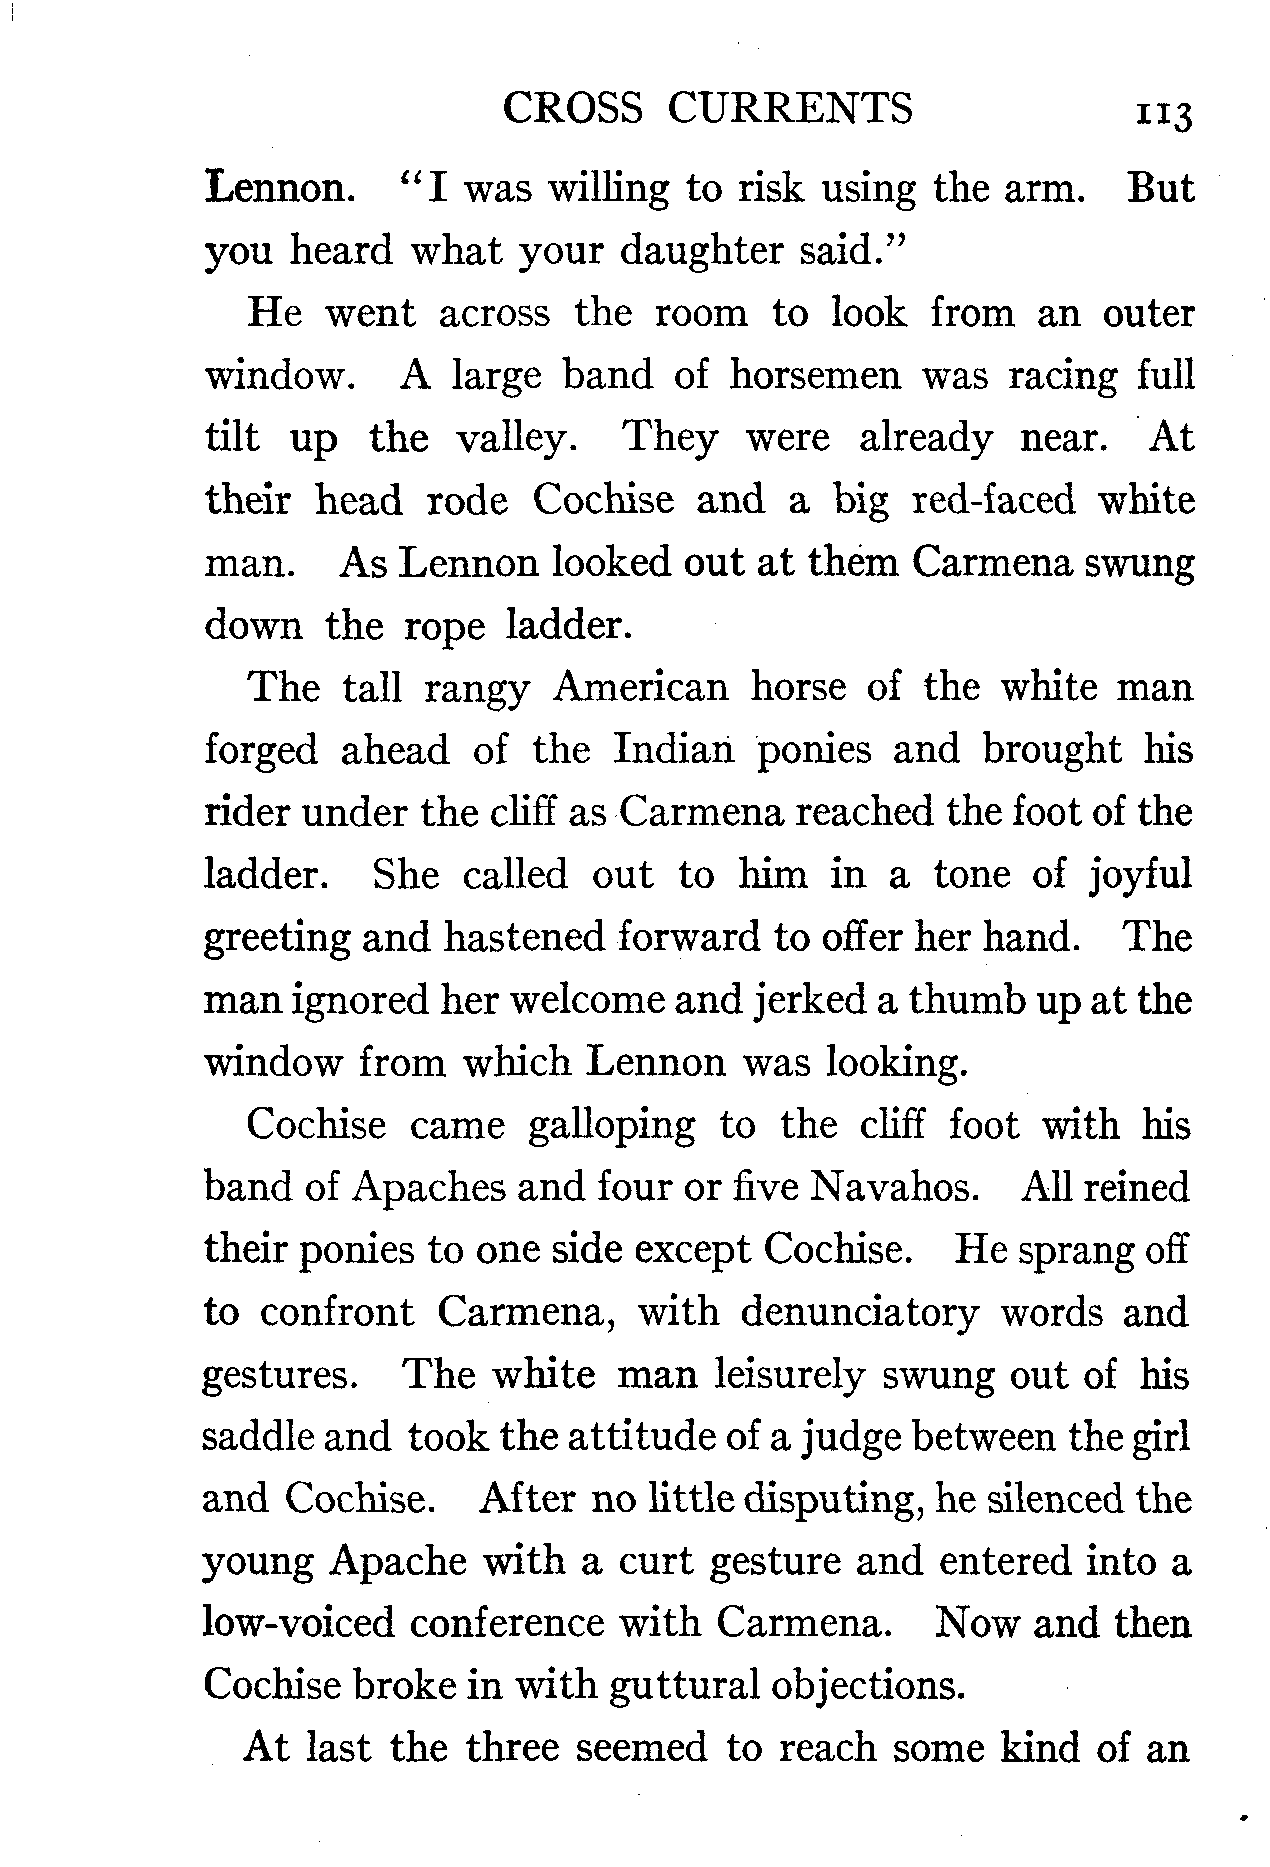 CROSS CURRENTS 113
Lennon. "I was willing to risk using the arm. But
you heard what your daughter said."
He went across the room to look from an outer
window. A large band of horsemen was racing full
tilt up the valley. They were already near. At
their head rode Cochise and a big red-faced white
man. As Lennon looked out at them Carmena swung
down the rope ladder.
The tall rangy American horse of the white man
forged ahead of the Indian ponies and brought his
rider under the cliff as Carmena reached the foot of the
ladder. She called out to him in a tone of joyful
greeting and hastened forward to offer her hand. The
man ignored her welcome and jerked a thumb up at the
window from which Lennon was looking.
Cochise came galloping to the cliff foot with his
band of Apaches and four or five Navahos. All reined
their ponies to one side except Cochise. He sprang off
to confront Carmena, with denunciatory words and
gestures. The white man leisurely swung out of his
saddle and took the attitude of a judge between the girl
and Cochise. After no little disputing, he silenced the
young Apache with a curt gesture and entered into a
low-voiced conference with Carmena. Now and then
Cochise broke in with guttural objections.
At last the three seemed to reach some kind of an